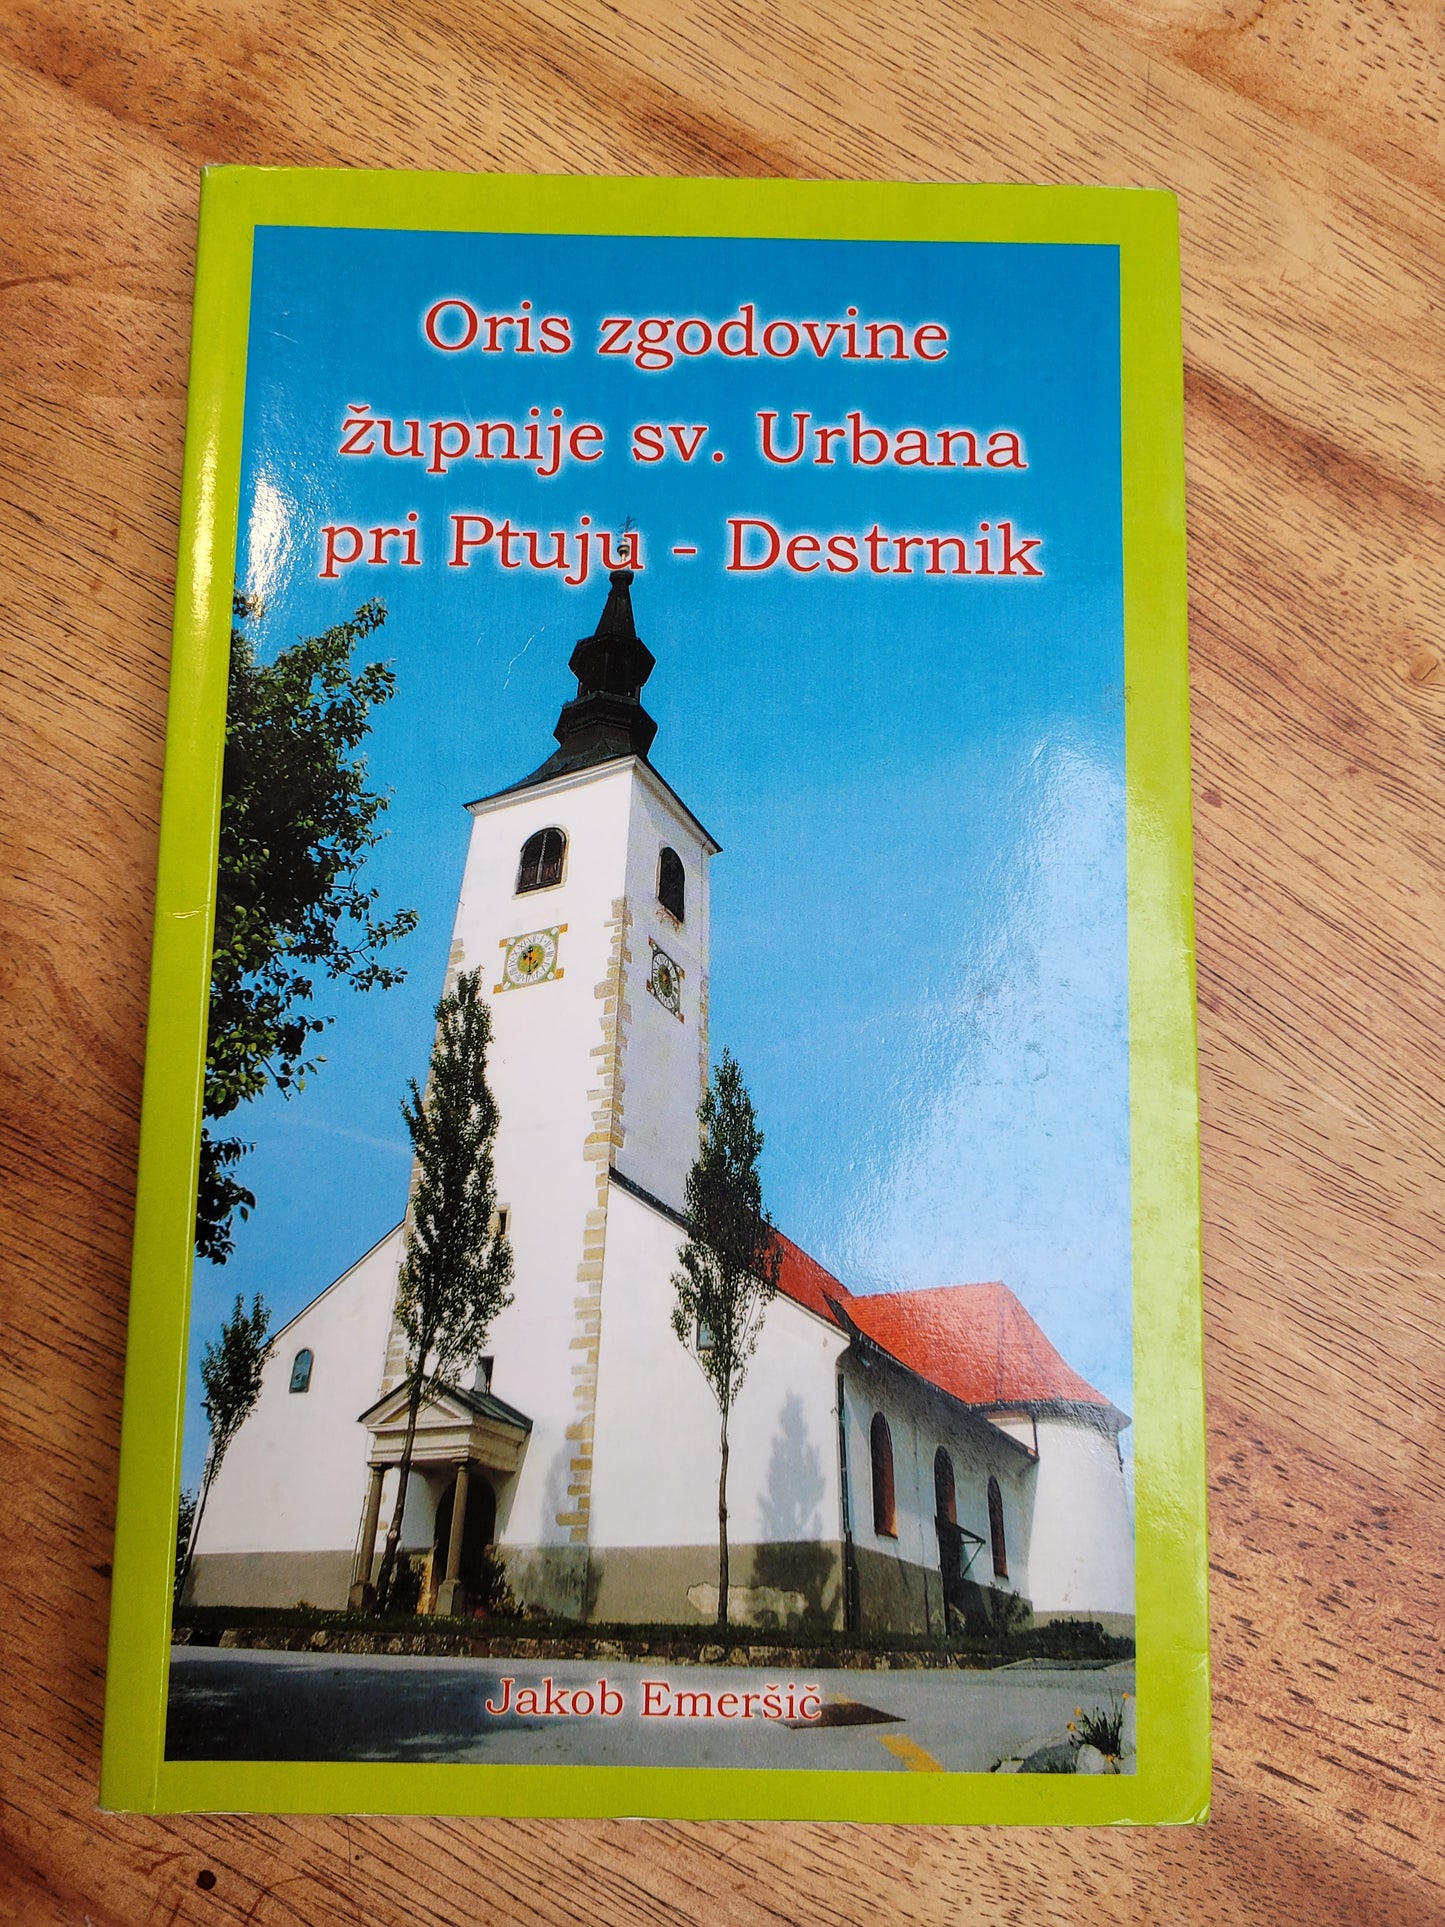 Oris zgodovine
župnije sv. Urbana
pri Ptuju - Destrnik
Jakob Emeršič